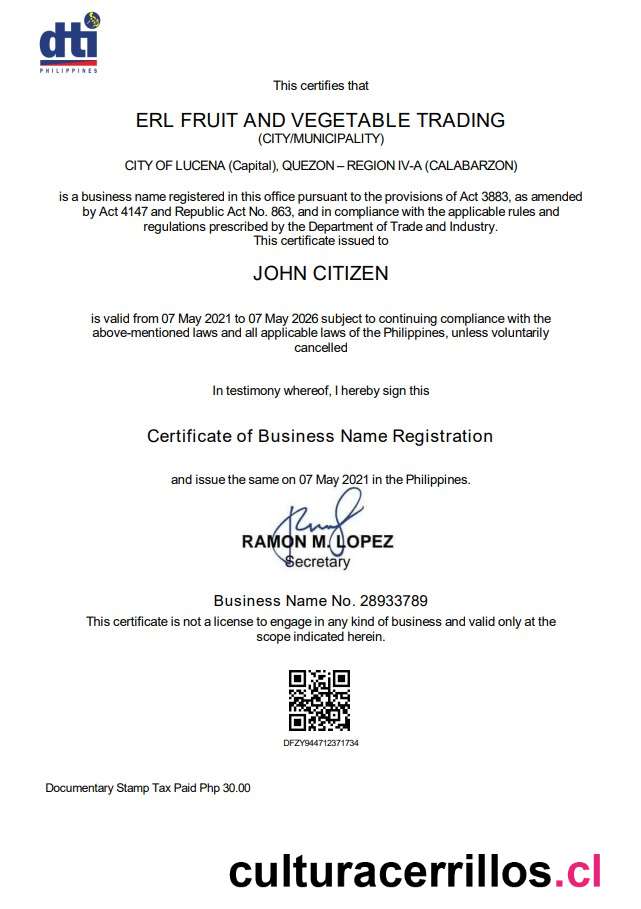 dti
PHILIPPINES
This certifies that
ERL FRUIT AND VEGETABLE TRADING
(CITY/MUNICIPALITY)
CITY OF LUCENA (Capital), QUEZON – REGION IV-A (CALABARZON)
is a business name registered in this office pursuant to the provisions of Act 3883, as amended
by Act 4147 and Republic Act No. 863, and in compliance with the applicable rules and
regulations prescribed by the Department of Trade and Industry.
This certificate issued to
JOHN CITIZEN
is valid from 07 May 2021 to 07 May 2026 subject to continuing compliance with the
above-mentioned laws and all applicable laws of the Philippines, unless voluntarily
cancelled
In testimony whereof, I hereby sign this
Certificate of Business Name Registration
and issue the same on 07 May 2021 in the Philippines.
RAMON M. LOPEZ
Secretary
Business Name No. 28933789
This certificate is not a license to engage in any kind of business and valid only at the
scope indicated herein.
DFZY944712371734
Documentary Stamp Tax Paid Php 30.00
culturacerrillos.cl